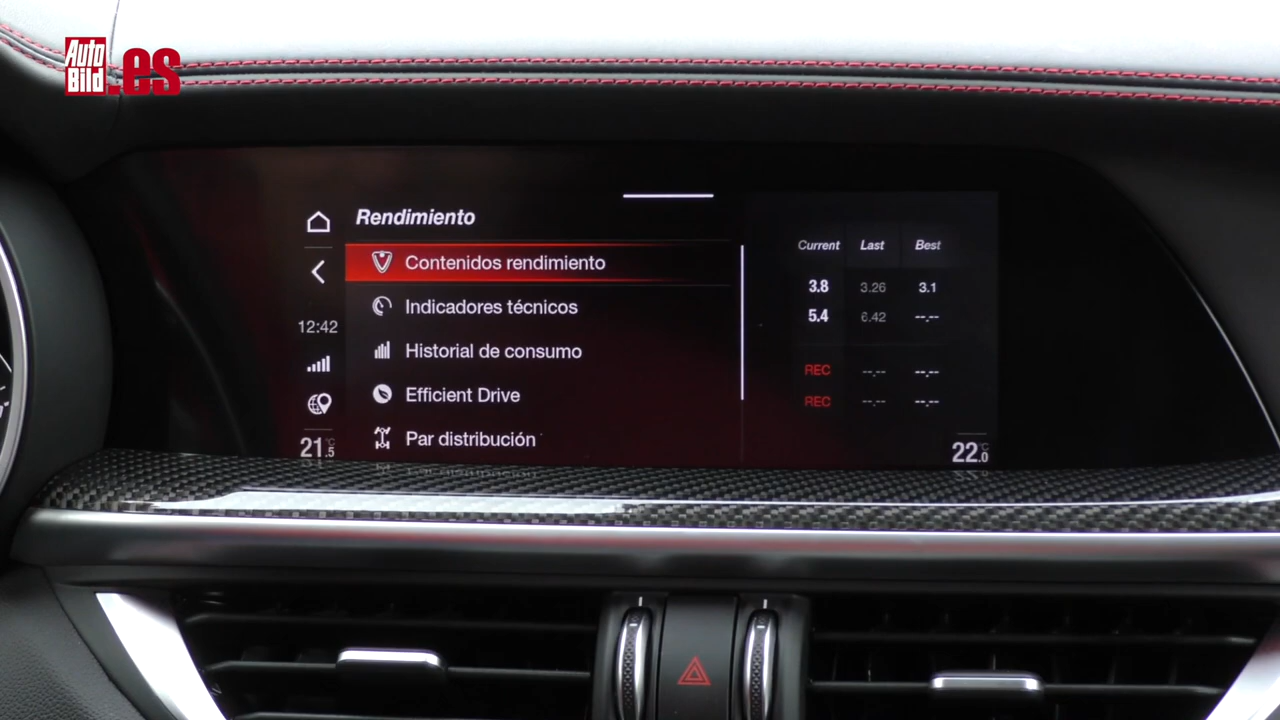 Auto
Bild
.es
Rendimiento
Contenidos rendimiento
Indicadores técnicos
Historial de consumo
Efficient Drive
Par distribución
12:42
21.5 °C
Current Last Best
3.8 3.26 3.1
5.4 6.42 --.--
REC --.-- --.--
REC --.-- --.--
22.0 °C